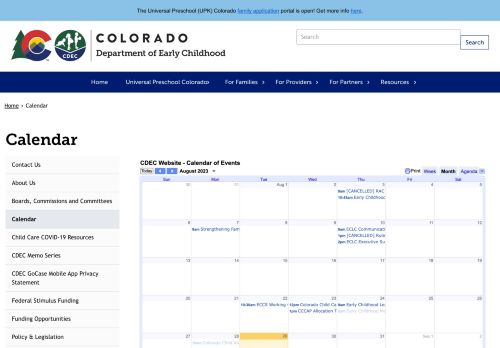 The Universal Preschool (UPK) Colorado family application portal is open! Get more info here.
COLORADO
Department of Early Childhood
CDEC
Search
Search
Home
Universal Preschool Colorado
For Families
For Providers
For Partners
Resources
Home › Calendar
Calendar
Contact Us
About Us
Boards, Commissions and Committees
Calendar
Child Care COVID-19 Resources
CDEC Memo Series
CDEC GoCase Mobile App Privacy
Statement
Federal Stimulus Funding
Funding Opportunities
Policy & Legislation
CDEC Website - Calendar of Events
Today
August 2023
Print
Week
Month
Agenda
Sun Mon Tue Wed Thu Fri Sat
30 31 Aug 1 2 3 4 5
9am [CANCELLED] RAC
10:45am Early Childhood
6 7 8 9 10 11 12
9am Strengthening Fam
9am ECLC Communicati
1pm [CANCELLED] Rule
2pm ECLC Executive Su
13 14 15 16 17 18 19
20 21 22 23 24 25 26
10:30am ECCS Working
12pm Colorado Child Ca
9am Early Childhood Le
1pm CCCAP Allocation T
27 28 29 30 31 Sep 1 2